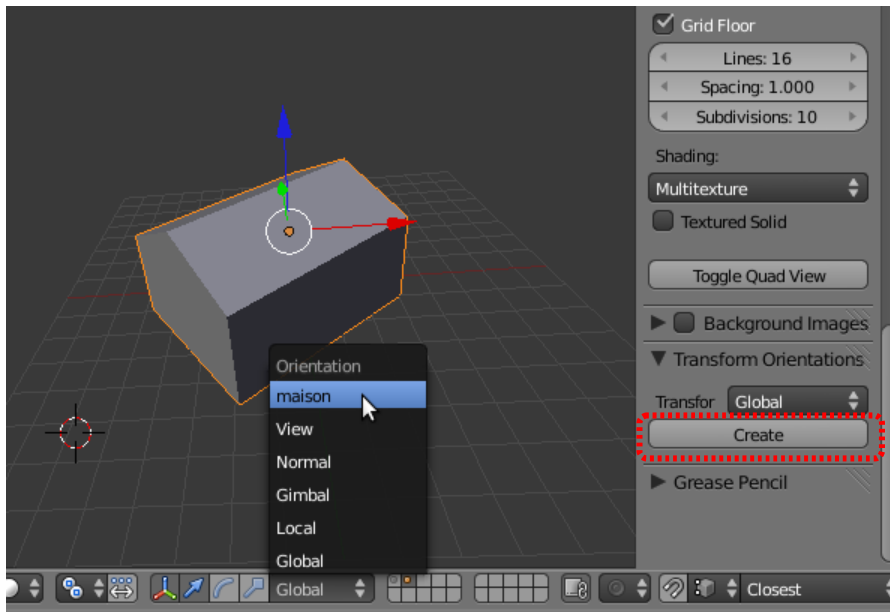 Grid Floor
Lines: 16
Spacing: 1.000
Subdivisions: 10
Shading:
Multitexture
Textured Solid
Toggle Quad View
Background Images
Transform Orientations
Transfor Global
Create
Grease Pencil
Orientation
maison
View
Normal
Gimbal
Local
Global
Global
Closest